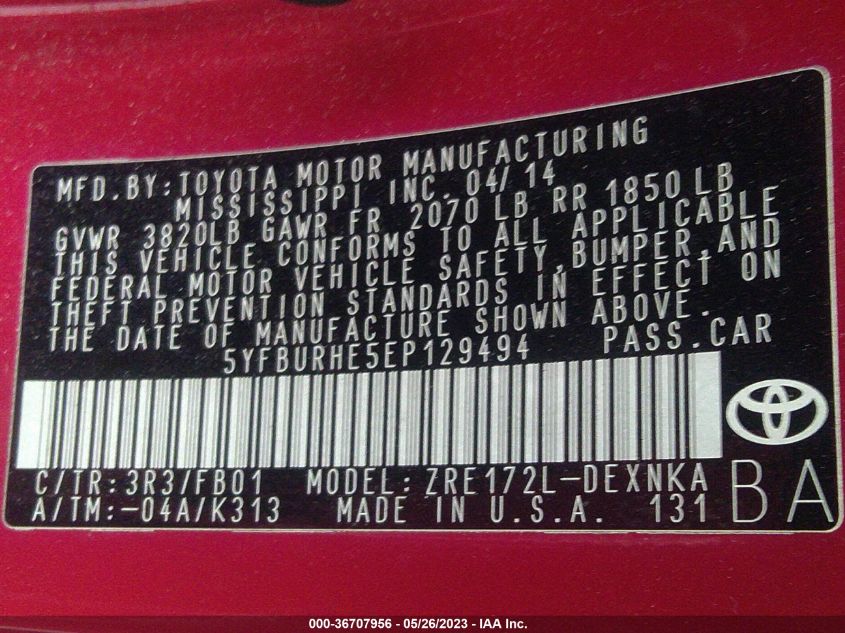 MFD.BY:TOYOTA MOTOR MANUFACTURING
MISSISSIPPI INC. 04/14
GVWR 3820LB GAWR FR 2070 LB RR 1850 LB
THIS VEHICLE CONFORMS TO ALL APPLICABLE
FEDERAL MOTOR VEHICLE SAFETY,BUMPER,AND
THEFT PREVENTION STANDARDS IN EFFECT ON
THE DATE OF MANUFACTURE SHOWN ABOVE.
5YFBURHE5EP129494 PASS.CAR
C/TR:3R3/FB01 MODEL:ZRE172L-DEXNKA
A/TM:-04A/K313 MADE IN U.S.A. 131
BA
000-36707956 - 05/26/2023 - IAA Inc.